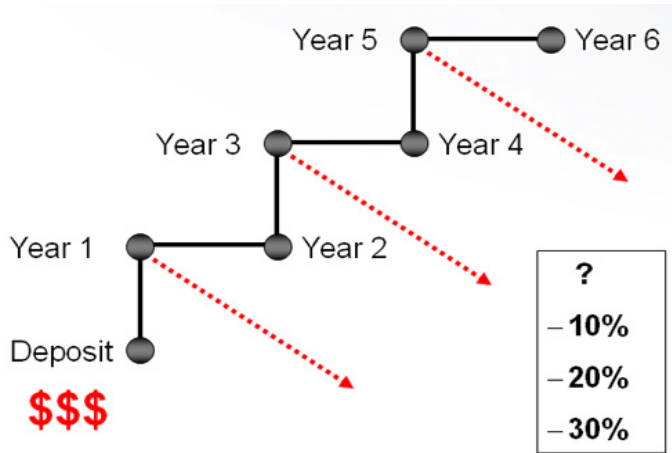 Year 5
Year 6
Year 3
Year 4
Year 1
Year 2
Deposit
$$$
?
–10%
–20%
–30%